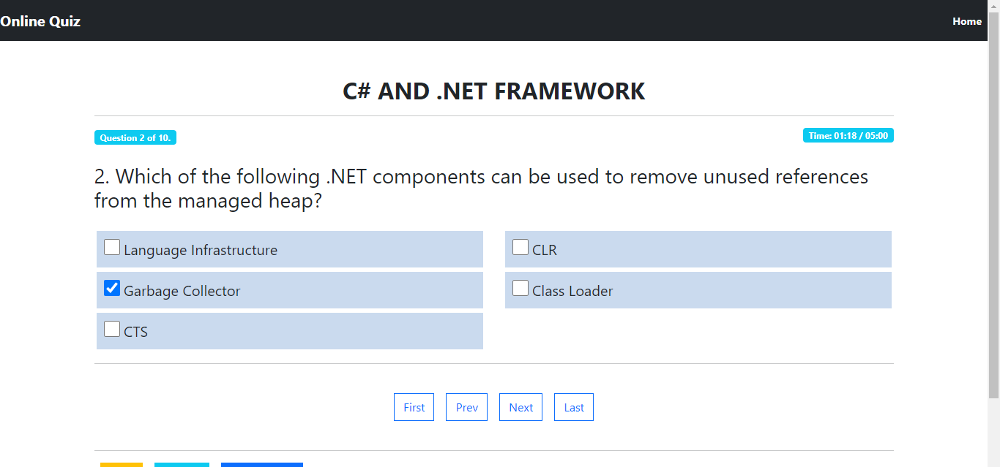 Online Quiz
Home
C# AND .NET FRAMEWORK
Question 2 of 10.
Time: 01:18 / 05:00
2. Which of the following .NET components can be used to remove unused references
from the managed heap?
Language Infrastructure
CLR
Garbage Collector
Class Loader
CTS
First
Prev
Next
Last